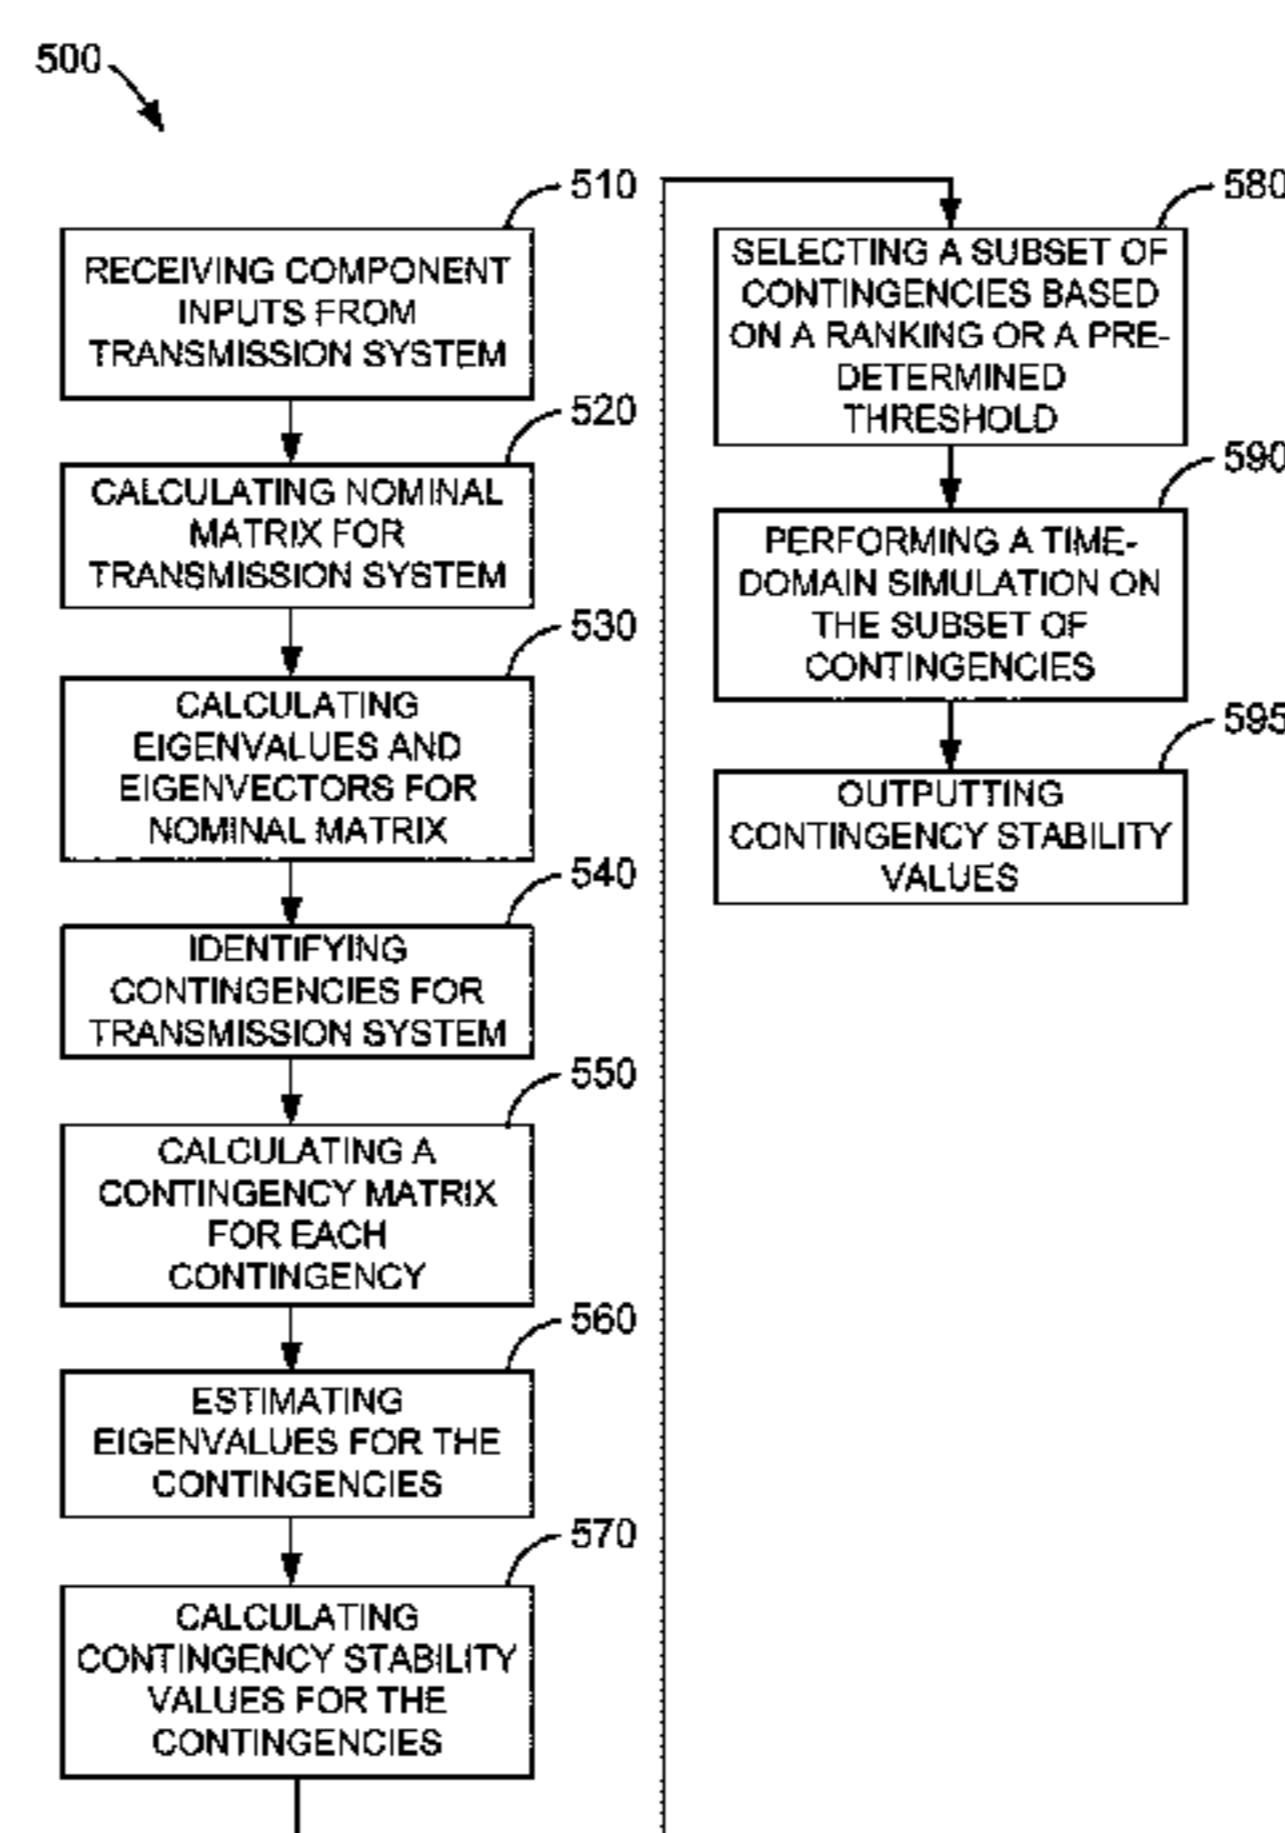 500
510
RECEIVING COMPONENT
INPUTS FROM
TRANSMISSION SYSTEM
520
CALCULATING NOMINAL
MATRIX FOR
TRANSMISSION SYSTEM
530
CALCULATING
EIGENVALUES AND
EIGENVECTORS FOR
NOMINAL MATRIX
540
IDENTIFYING
CONTINGENCIES FOR
TRANSMISSION SYSTEM
550
CALCULATING A
CONTINGENCY MATRIX
FOR EACH
CONTINGENCY
560
ESTIMATING
EIGENVALUES FOR THE
CONTINGENCIES
570
CALCULATING
CONTINGENCY STABILITY
VALUES FOR THE
CONTINGENCIES
580
SELECTING A SUBSET OF
CONTINGENCIES BASED
ON A RANKING OR A PRE-
DETERMINED
THRESHOLD
590
PERFORMING A TIME-
DOMAIN SIMULATION ON
THE SUBSET OF
CONTINGENCIES
595
OUTPUTTING
CONTINGENCY STABILITY
VALUES